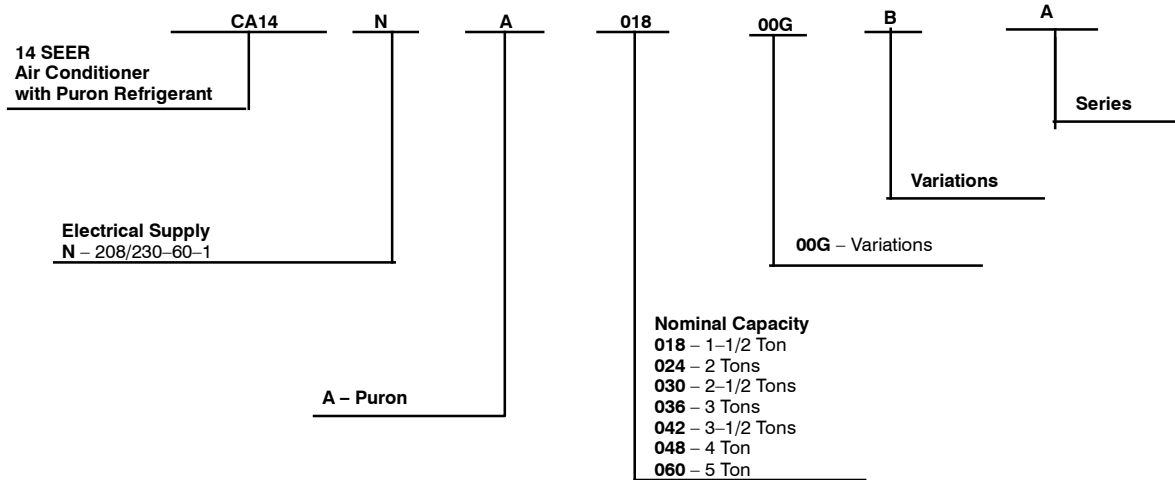 CA14 N A 018 00G B A
14 SEER
Air Conditioner
with Puron Refrigerant
Series
Variations
Electrical Supply
N – 208/230–60–1
00G – Variations
Nominal Capacity
018 – 1–1/2 Ton
024 – 2 Tons
030 – 2–1/2 Tons
036 – 3 Tons
042 – 3–1/2 Tons
048 – 4 Ton
060 – 5 Ton
A – Puron